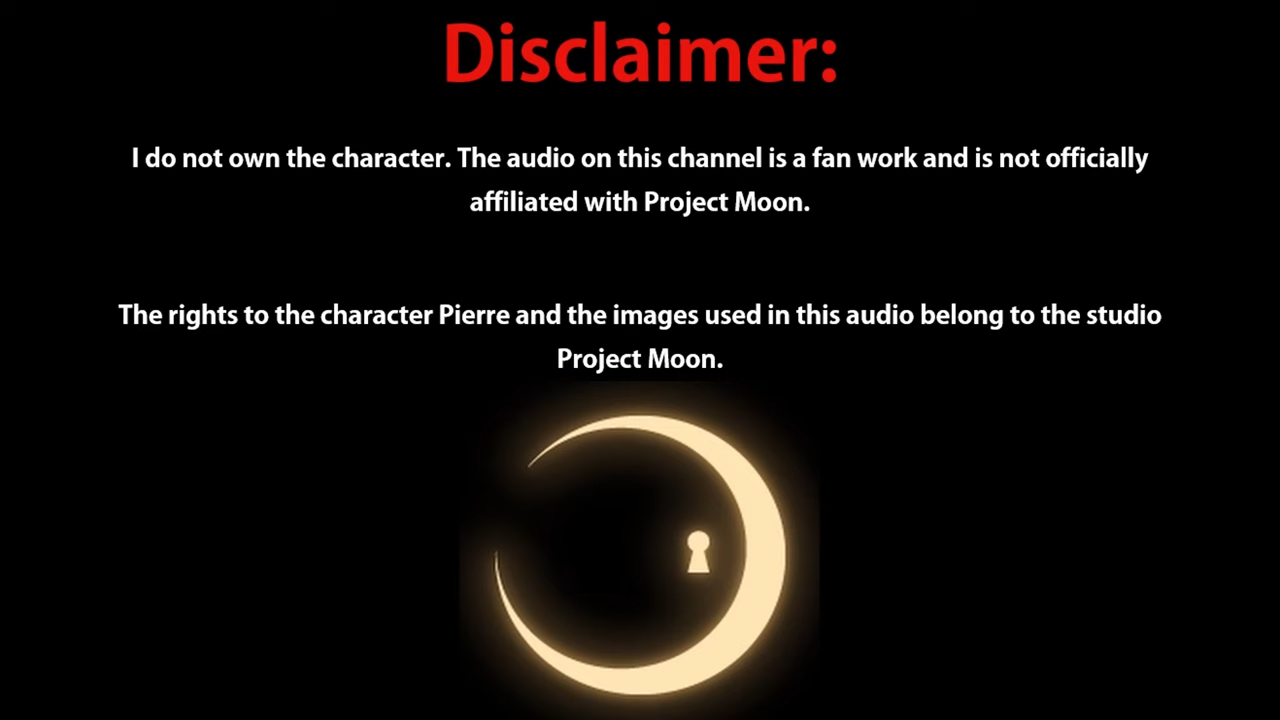 Disclaimer:
I do not own the character. The audio on this channel is a fan work and is not officially
affiliated with Project Moon.
The rights to the character Pierre and the images used in this audio belong to the studio
Project Moon.